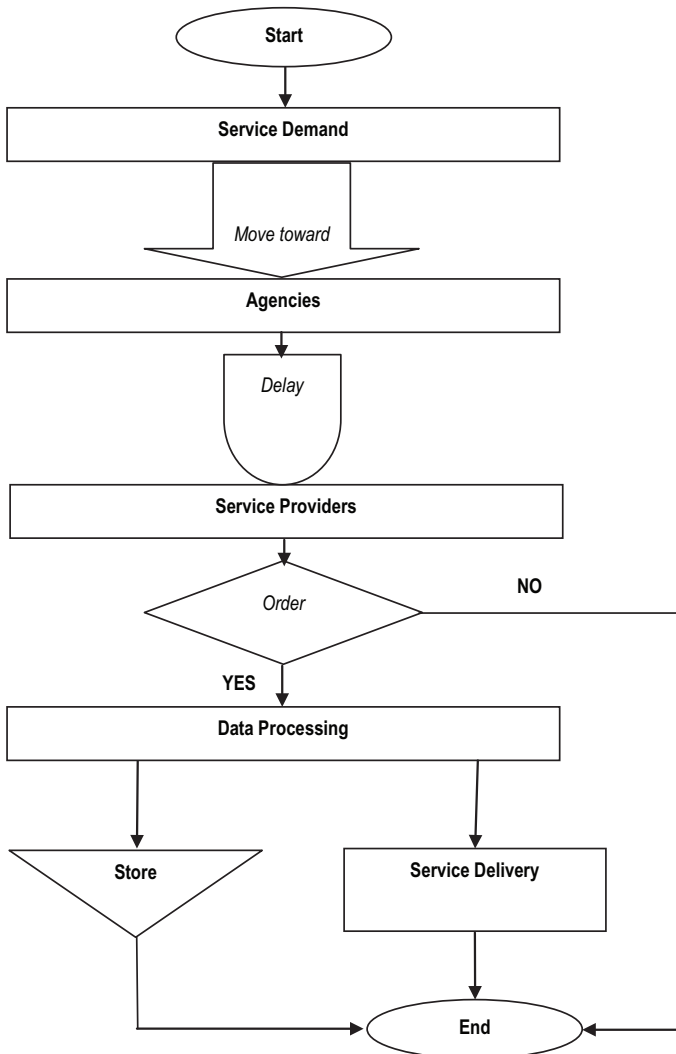 Start
Service Demand
Move toward
Agencies
Delay
Service Providers
Order
NO
YES
Data Processing
Store
Service Delivery
End